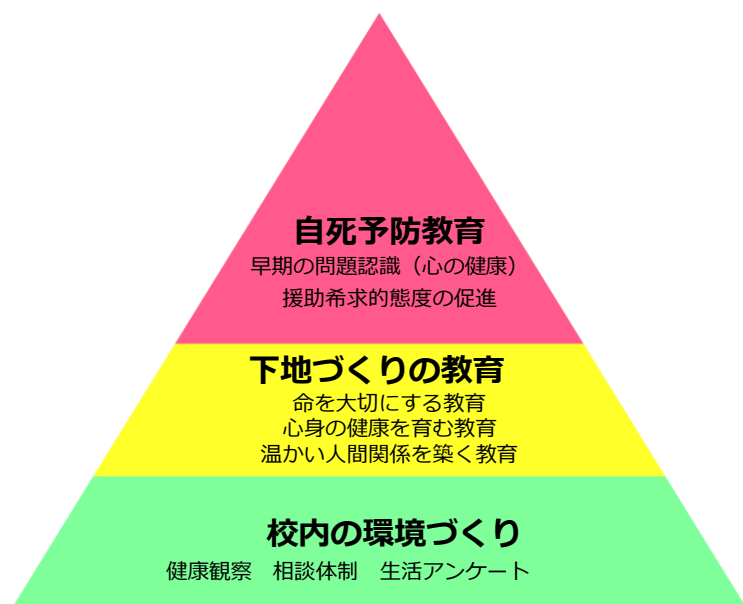 自死予防教育
早期の問題認識（心の健康）
援助希求的態度の促進
下地づくりの教育
命を大切にする教育
心身の健康を育む教育
温かい人間関係を築く教育
校内の環境づくり
健康観察　相談体制　生活アンケート